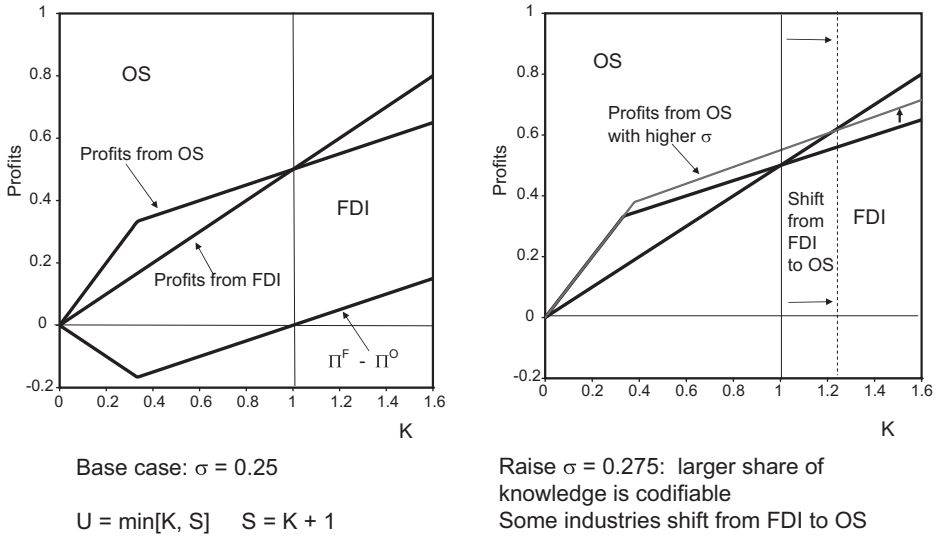 1
0.8
0.6
0.4
0.2
0
-0.2
Profits
OS
Profits from OS
FDI
Profits from FDI
Π^F - Π^O
0 0.2 0.4 0.6 0.8 1 1.2 1.4 1.6
K
Base case: σ = 0.25
U = min[K, S] S = K + 1
1
0.8
0.6
0.4
0.2
0
-0.2
Profits
OS
Profits from OS
with higher σ
Shift
from
FDI
to OS
FDI
0 0.2 0.4 0.6 0.8 1 1.2 1.4 1.6
K
Raise σ = 0.275: larger share of
knowledge is codifiable
Some industries shift from FDI to OS